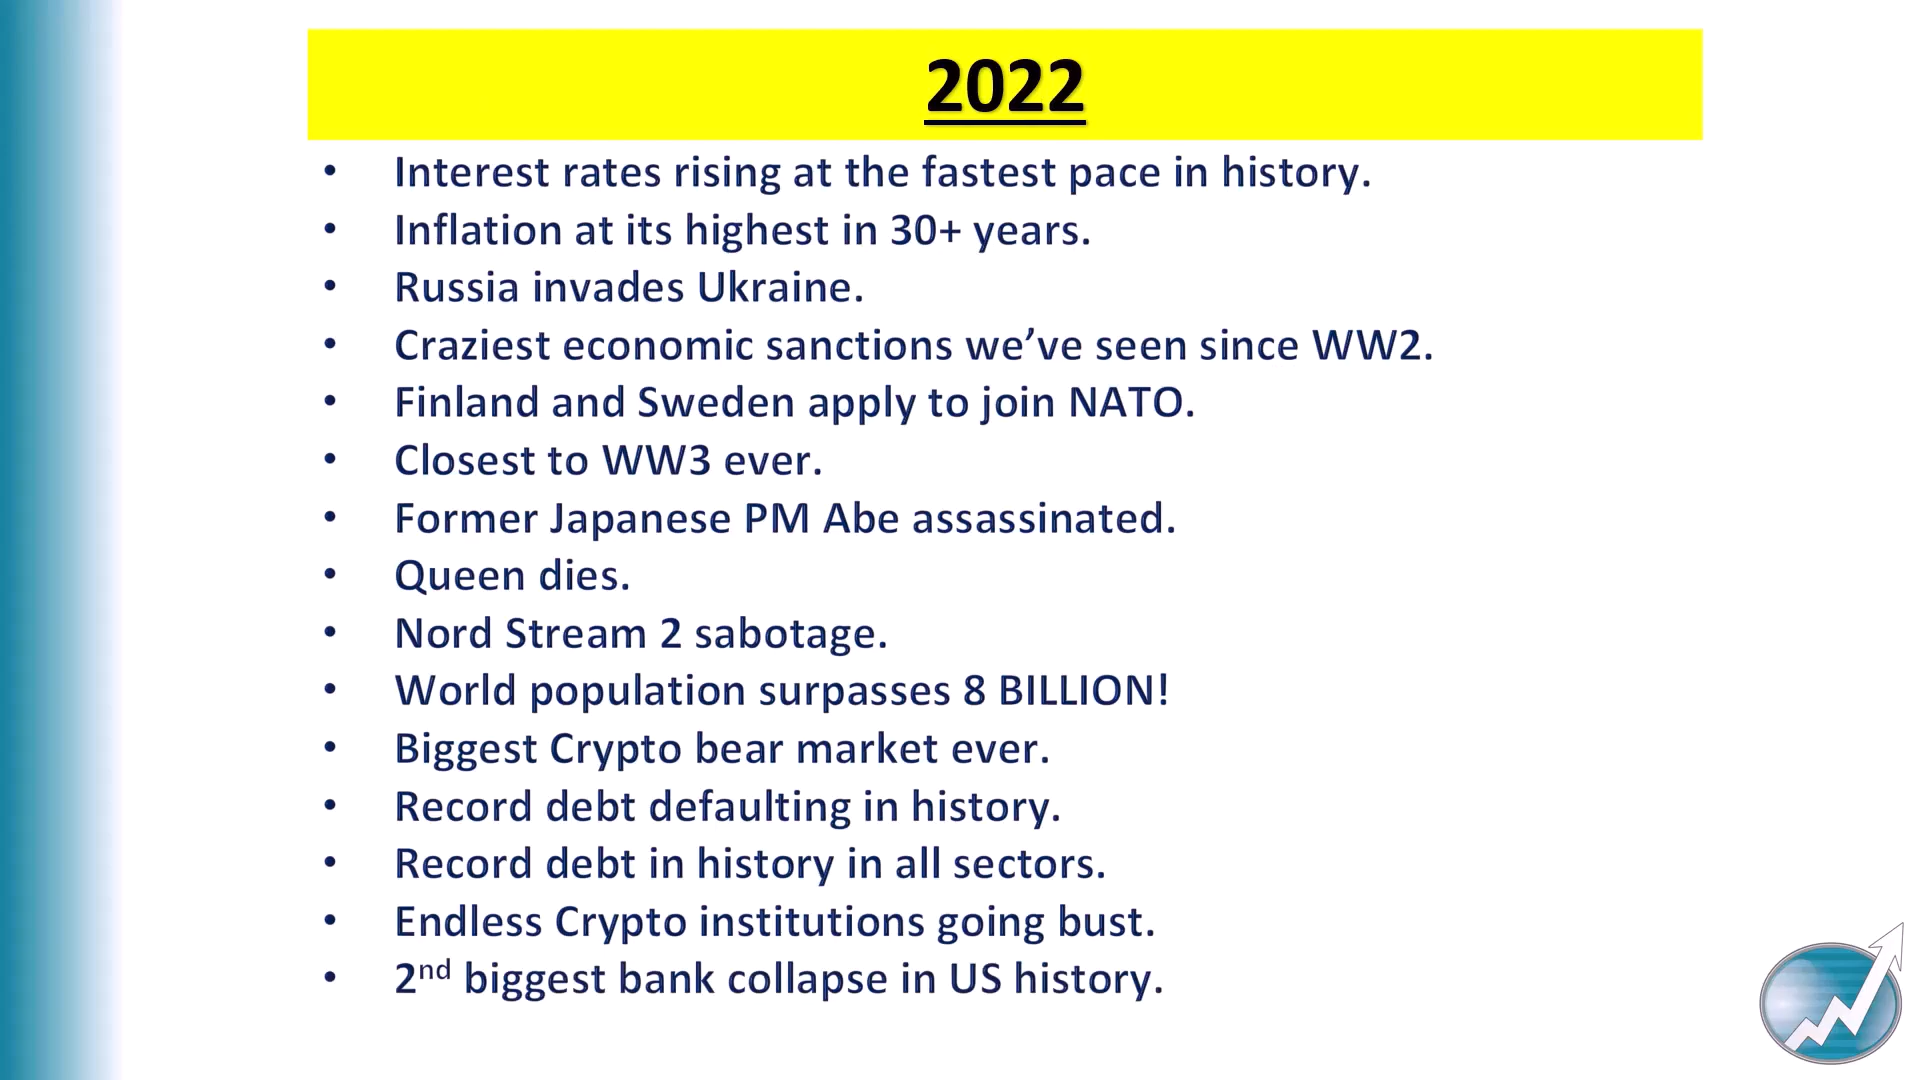 2022
• Interest rates rising at the fastest pace in history.
• Inflation at its highest in 30+ years.
• Russia invades Ukraine.
• Craziest economic sanctions we’ve seen since WW2.
• Finland and Sweden apply to join NATO.
• Closest to WW3 ever.
• Former Japanese PM Abe assassinated.
• Queen dies.
• Nord Stream 2 sabotage.
• World population surpasses 8 BILLION!
• Biggest Crypto bear market ever.
• Record debt defaulting in history.
• Record debt in history in all sectors.
• Endless Crypto institutions going bust.
• 2nd biggest bank collapse in US history.